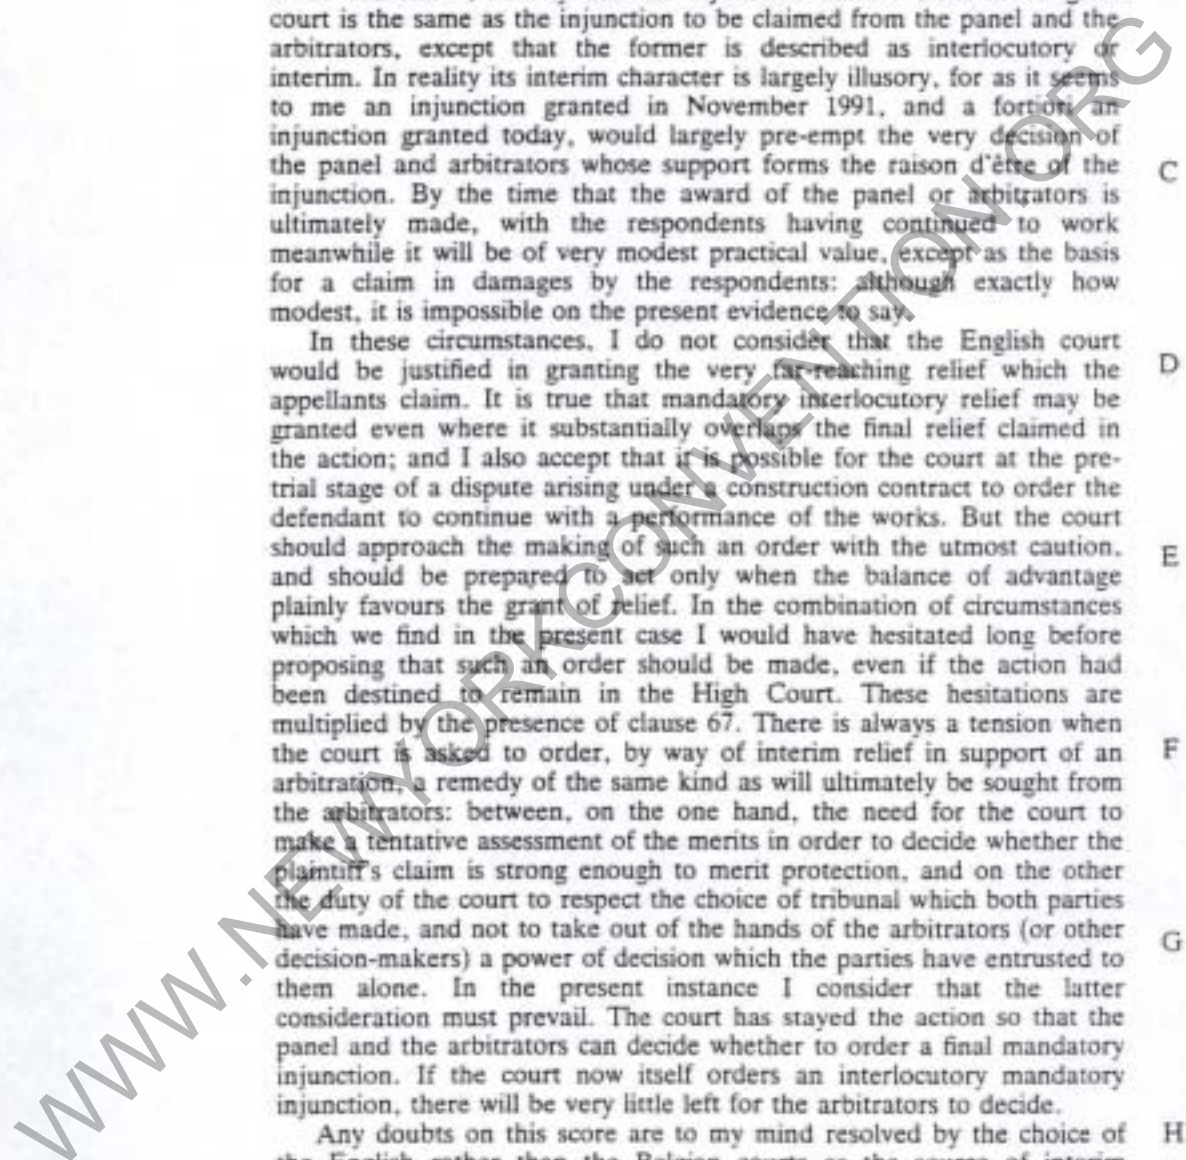 court is the same as the injunction to be claimed from the panel and the
arbitrators, except that the former is described as interlocutory or
interim. In reality its interim character is largely illusory, for as it seems
to me an injunction granted in November 1991, and a fortiori an
injunction granted today, would largely pre-empt the very decision of
the panel and arbitrators whose support forms the raison d'être of the
C
injunction. By the time that the award of the panel or arbitrators is
ultimately made, with the respondents having continued to work
meanwhile it will be of very modest practical value, except as the basis
for a claim in damages by the respondents: although exactly how
modest, it is impossible on the present evidence to say.
In these circumstances, I do not consider that the English court
would be justified in granting the very far-reaching relief which the
D
appellants claim. It is true that mandatory interlocutory relief may be
granted even where it substantially overlaps the final relief claimed in
the action; and I also accept that it is possible for the court at the pre-
trial stage of a dispute arising under a construction contract to order the
defendant to continue with a performance of the works. But the court
should approach the making of such an order with the utmost caution,
E
and should be prepared to act only when the balance of advantage
plainly favours the grant of relief. In the combination of circumstances
which we find in the present case I would have hesitated long before
proposing that such an order should be made, even if the action had
been destined to remain in the High Court. These hesitations are
multiplied by the presence of clause 67. There is always a tension when
the court is asked to order, by way of interim relief in support of an
F
arbitration, a remedy of the same kind as will ultimately be sought from
the arbitrators: between, on the one hand, the need for the court to
make a tentative assessment of the merits in order to decide whether the
plaintiff's claim is strong enough to merit protection, and on the other
the duty of the court to respect the choice of tribunal which both parties
have made, and not to take out of the hands of the arbitrators (or other
G
decision-makers) a power of decision which the parties have entrusted to
them alone. In the present instance I consider that the latter
consideration must prevail. The court has stayed the action so that the
panel and the arbitrators can decide whether to order a final mandatory
injunction. If the court now itself orders an interlocutory mandatory
injunction, there will be very little left for the arbitrators to decide.
Any doubts on this score are to my mind resolved by the choice of
H
the English rather than the Belgian courts as the source of interim
WWW.NEWYORKCONVENTION.ORG